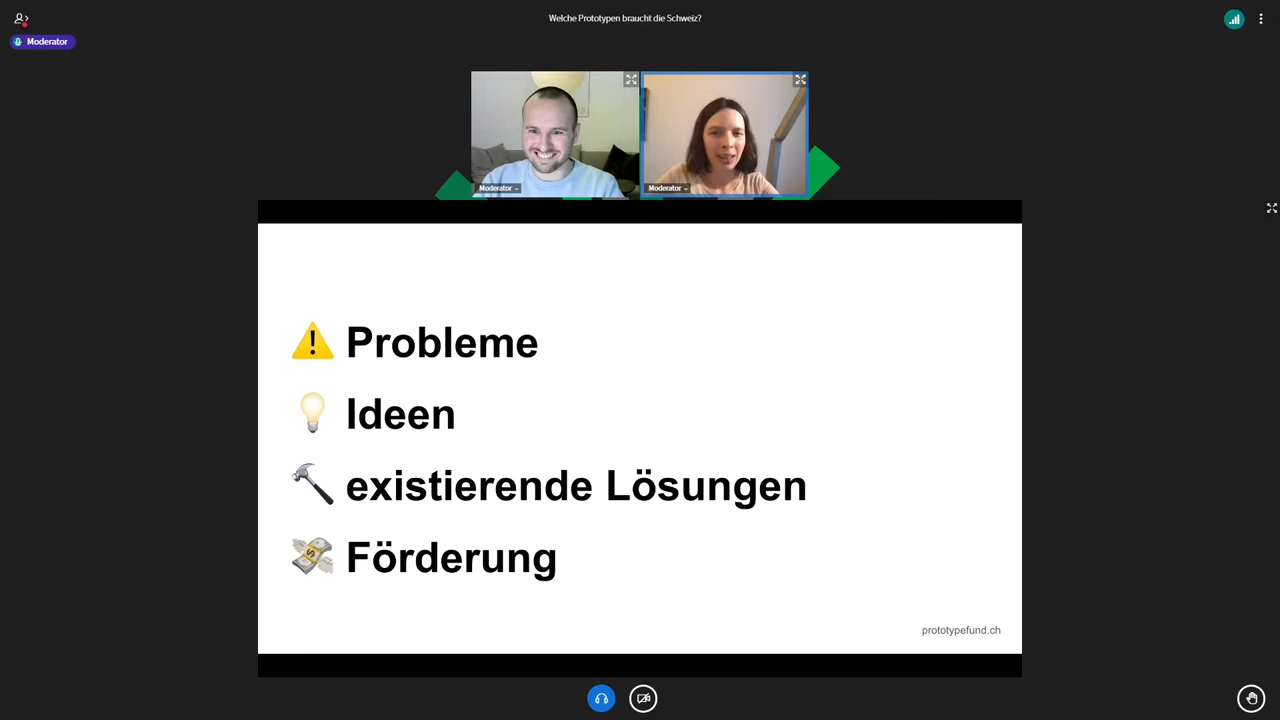 Welche Prototypen braucht die Schweiz?
Moderator
Moderator
Moderator
Probleme
Ideen
existierende Lösungen
Förderung
prototypefund.ch